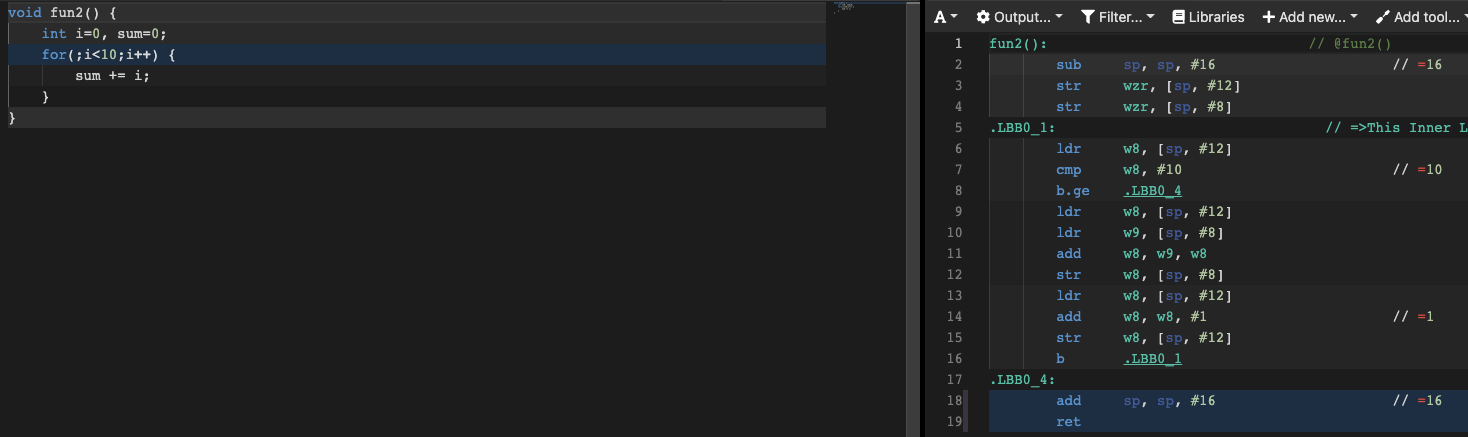 void fun2() {
    int i=0, sum=0;
    for(;i<10;i++) {
        sum += i;
    }
}
A Output... Filter... Libraries + Add new... Add tool...
1 fun2():                                // @fun2()
2         sub     sp, sp, #16                     // =16
3         str     wzr, [sp, #12]
4         str     wzr, [sp, #8]
5 .LBB0_1:                                // =>This Inner L
6         ldr     w8, [sp, #12]
7         cmp     w8, #10                         // =10
8         b.ge    .LBB0_4
9         ldr     w8, [sp, #12]
10         ldr     w9, [sp, #8]
11         add     w8, w9, w8
12         str     w8, [sp, #8]
13         ldr     w8, [sp, #12]
14         add     w8, w8, #1                      // =1
15         str     w8, [sp, #12]
16         b       .LBB0_1
17 .LBB0_4:
18         add     sp, sp, #16                     // =16
19         ret